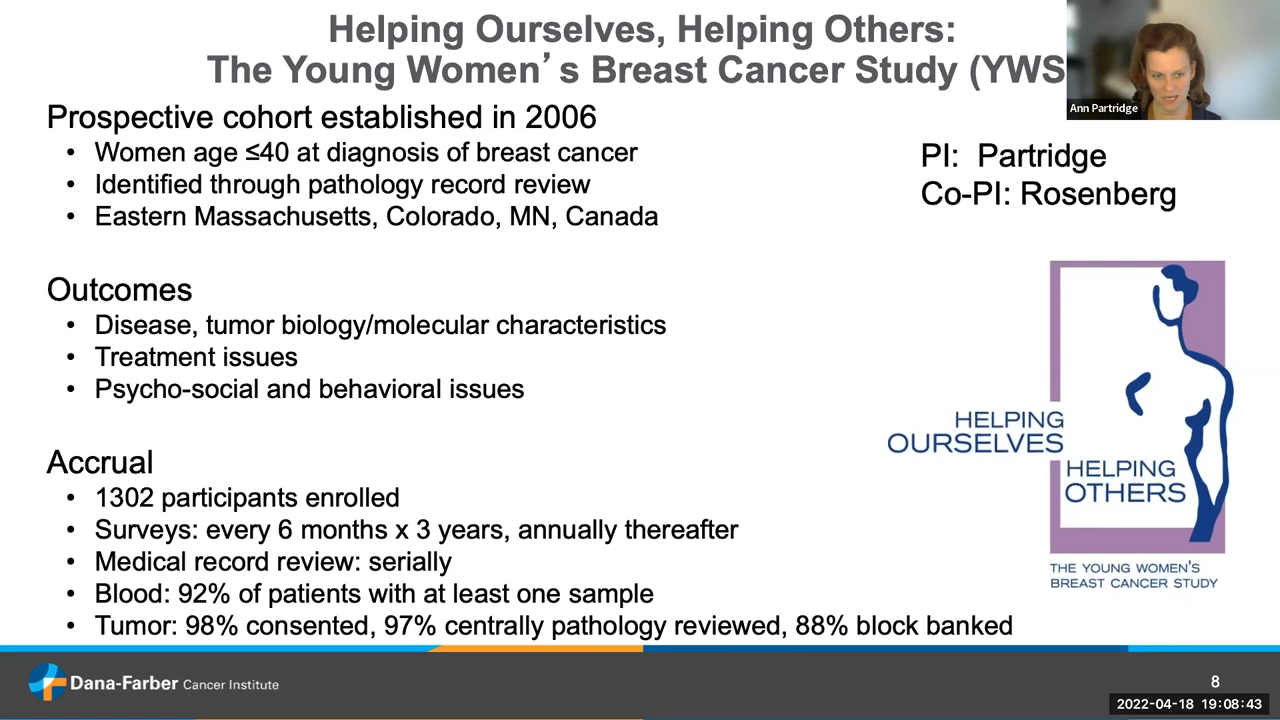 Helping Ourselves, Helping Others:
The Young Women's Breast Cancer Study (YWS
Ann Partridge
Prospective cohort established in 2006
• Women age ≤40 at diagnosis of breast cancer
• Identified through pathology record review
• Eastern Massachusetts, Colorado, MN, Canada
PI: Partridge
Co-PI: Rosenberg
Outcomes
• Disease, tumor biology/molecular characteristics
• Treatment issues
• Psycho-social and behavioral issues
HELPING
OURSELVES
HELPING
OTHERS
THE YOUNG WOMEN'S
BREAST CANCER STUDY
Accrual
• 1302 participants enrolled
• Surveys: every 6 months x 3 years, annually thereafter
• Medical record review: serially
• Blood: 92% of patients with at least one sample
• Tumor: 98% consented, 97% centrally pathology reviewed, 88% block banked
Dana-Farber Cancer Institute
8
2022-04-18 19:08:43